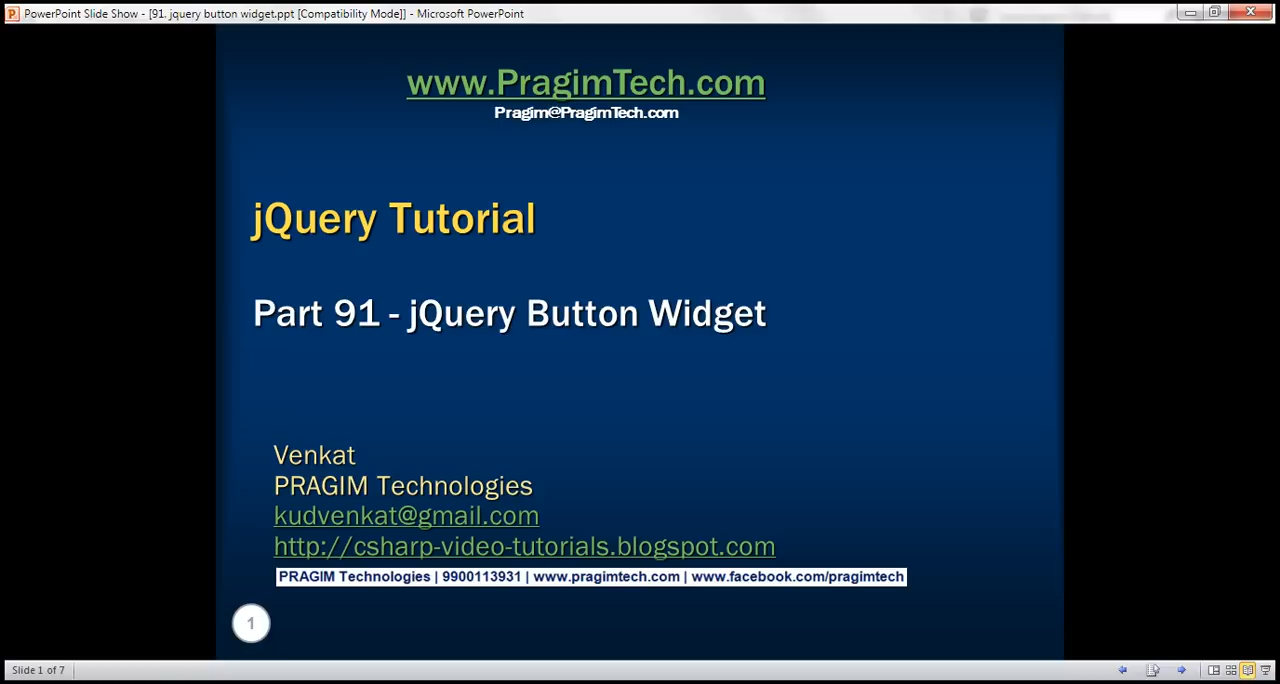 PowerPoint Slide Show - [91. jquery button widget.ppt [Compatibility Mode]] - Microsoft PowerPoint
www.PragimTech.com
Pragim@PragimTech.com
jQuery Tutorial
Part 91 - jQuery Button Widget
Venkat
PRAGIM Technologies
kudvenkat@gmail.com
http://csharp-video-tutorials.blogspot.com
PRAGIM Technologies | 9900113931 | www.pragimtech.com | www.facebook.com/pragimtech
1
Slide 1 of 7